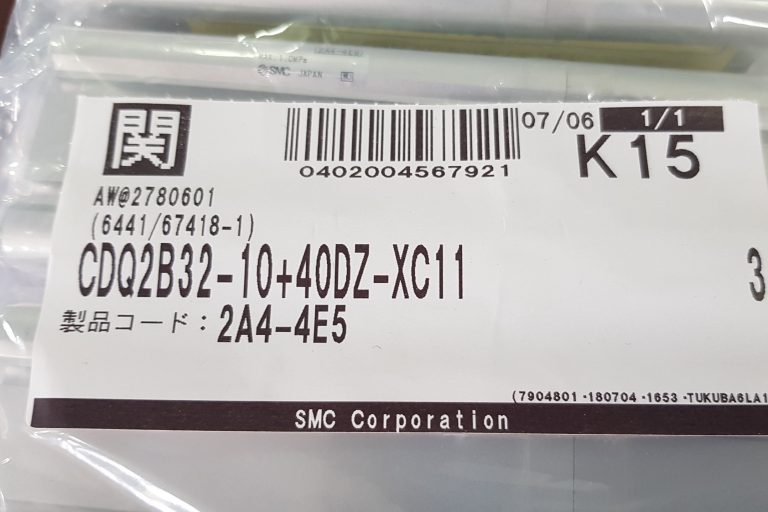 SMC JAPAN
関
07/06 1/1
0402004567921
K15
AW@2780601
(6441/67418-1)
CDQ2B32-10+40DZ-XC11 3
製品コード：2A4-4E5
(7904801 ·180704 ·1653 ·TUKUBA6LA1
SMC Corporation